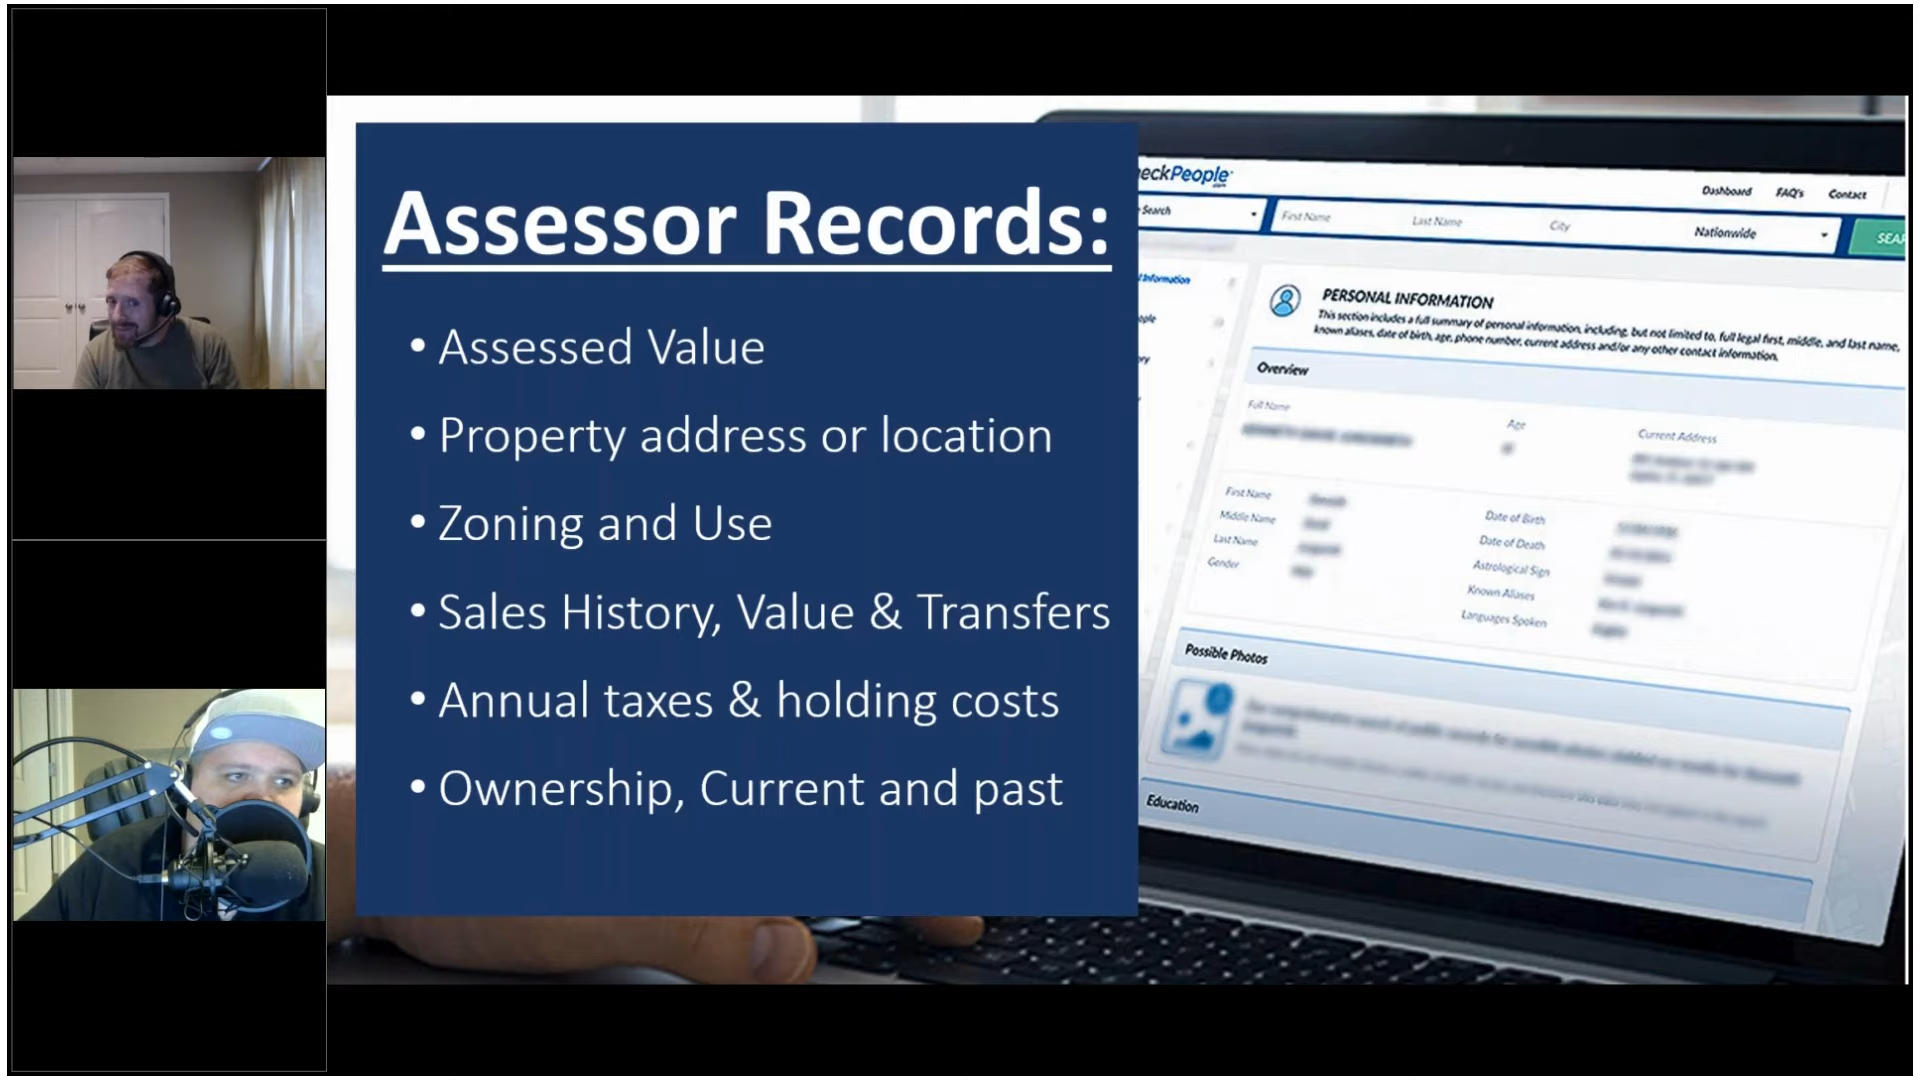 Assessor Records:
• Assessed Value
• Property address or location
• Zoning and Use
• Sales History, Value & Transfers
• Annual taxes & holding costs
• Ownership, Current and past
eckPeople
.com
Dashboard FAQ's Contact
Search First Name Last Name City Nationwide SEA
Information
PERSONAL INFORMATION
This section includes a full summary of personal information, including, but not limited to, full legal first, middle, and last name,
known aliases, date of birth, age, phone number, current address and/or any other contact information.
Overview
Full Name Age Current Address
First Name Date of Birth
Middle Name Date of Death
Last Name Astrological Sign
Gender Known Aliases
Languages Spoken
Possible Photos
Education